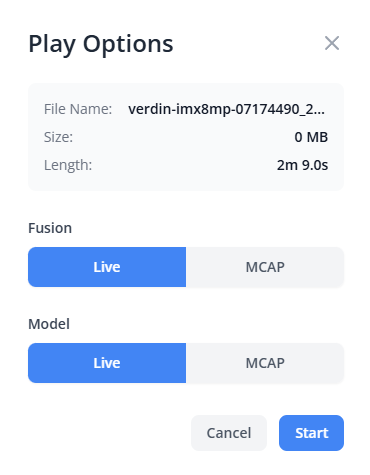 Play Options
File Name: verdin-imx8mp-07174490_2...
Size: 0 MB
Length: 2m 9.0s
Fusion
Live MCAP
Model
Live MCAP
Cancel Start